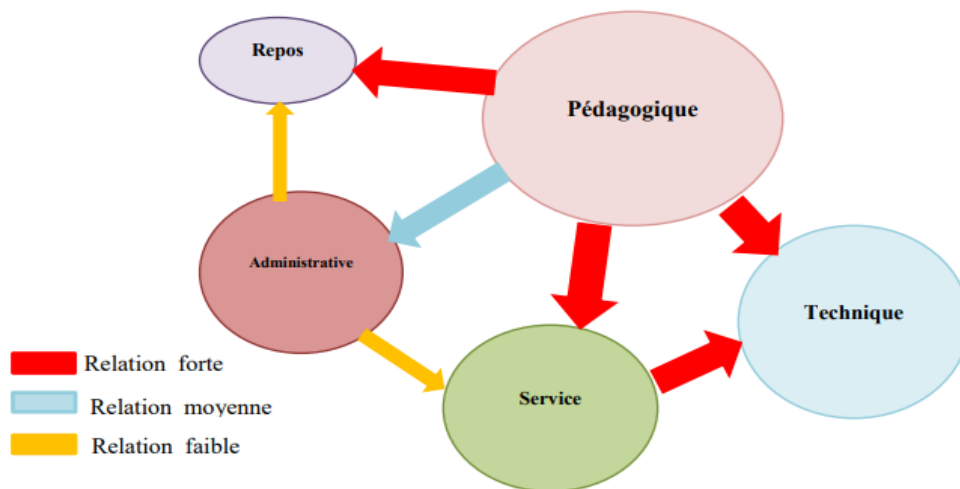 Repos
Pédagogique
Administrative
Technique
Service
Relation forte
Relation moyenne
Relation faible